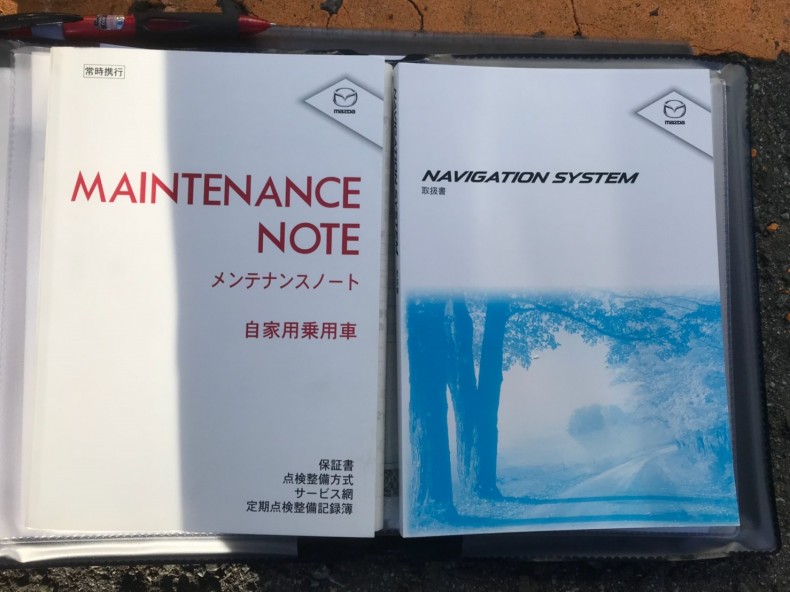 常時携行
mazda
MAINTENANCE
NOTE
メンテナンスノート
自家用乗用車
保証書
点検整備方式
サービス網
定期点検整備記録簿
mazda
NAVIGATION SYSTEM
取扱書